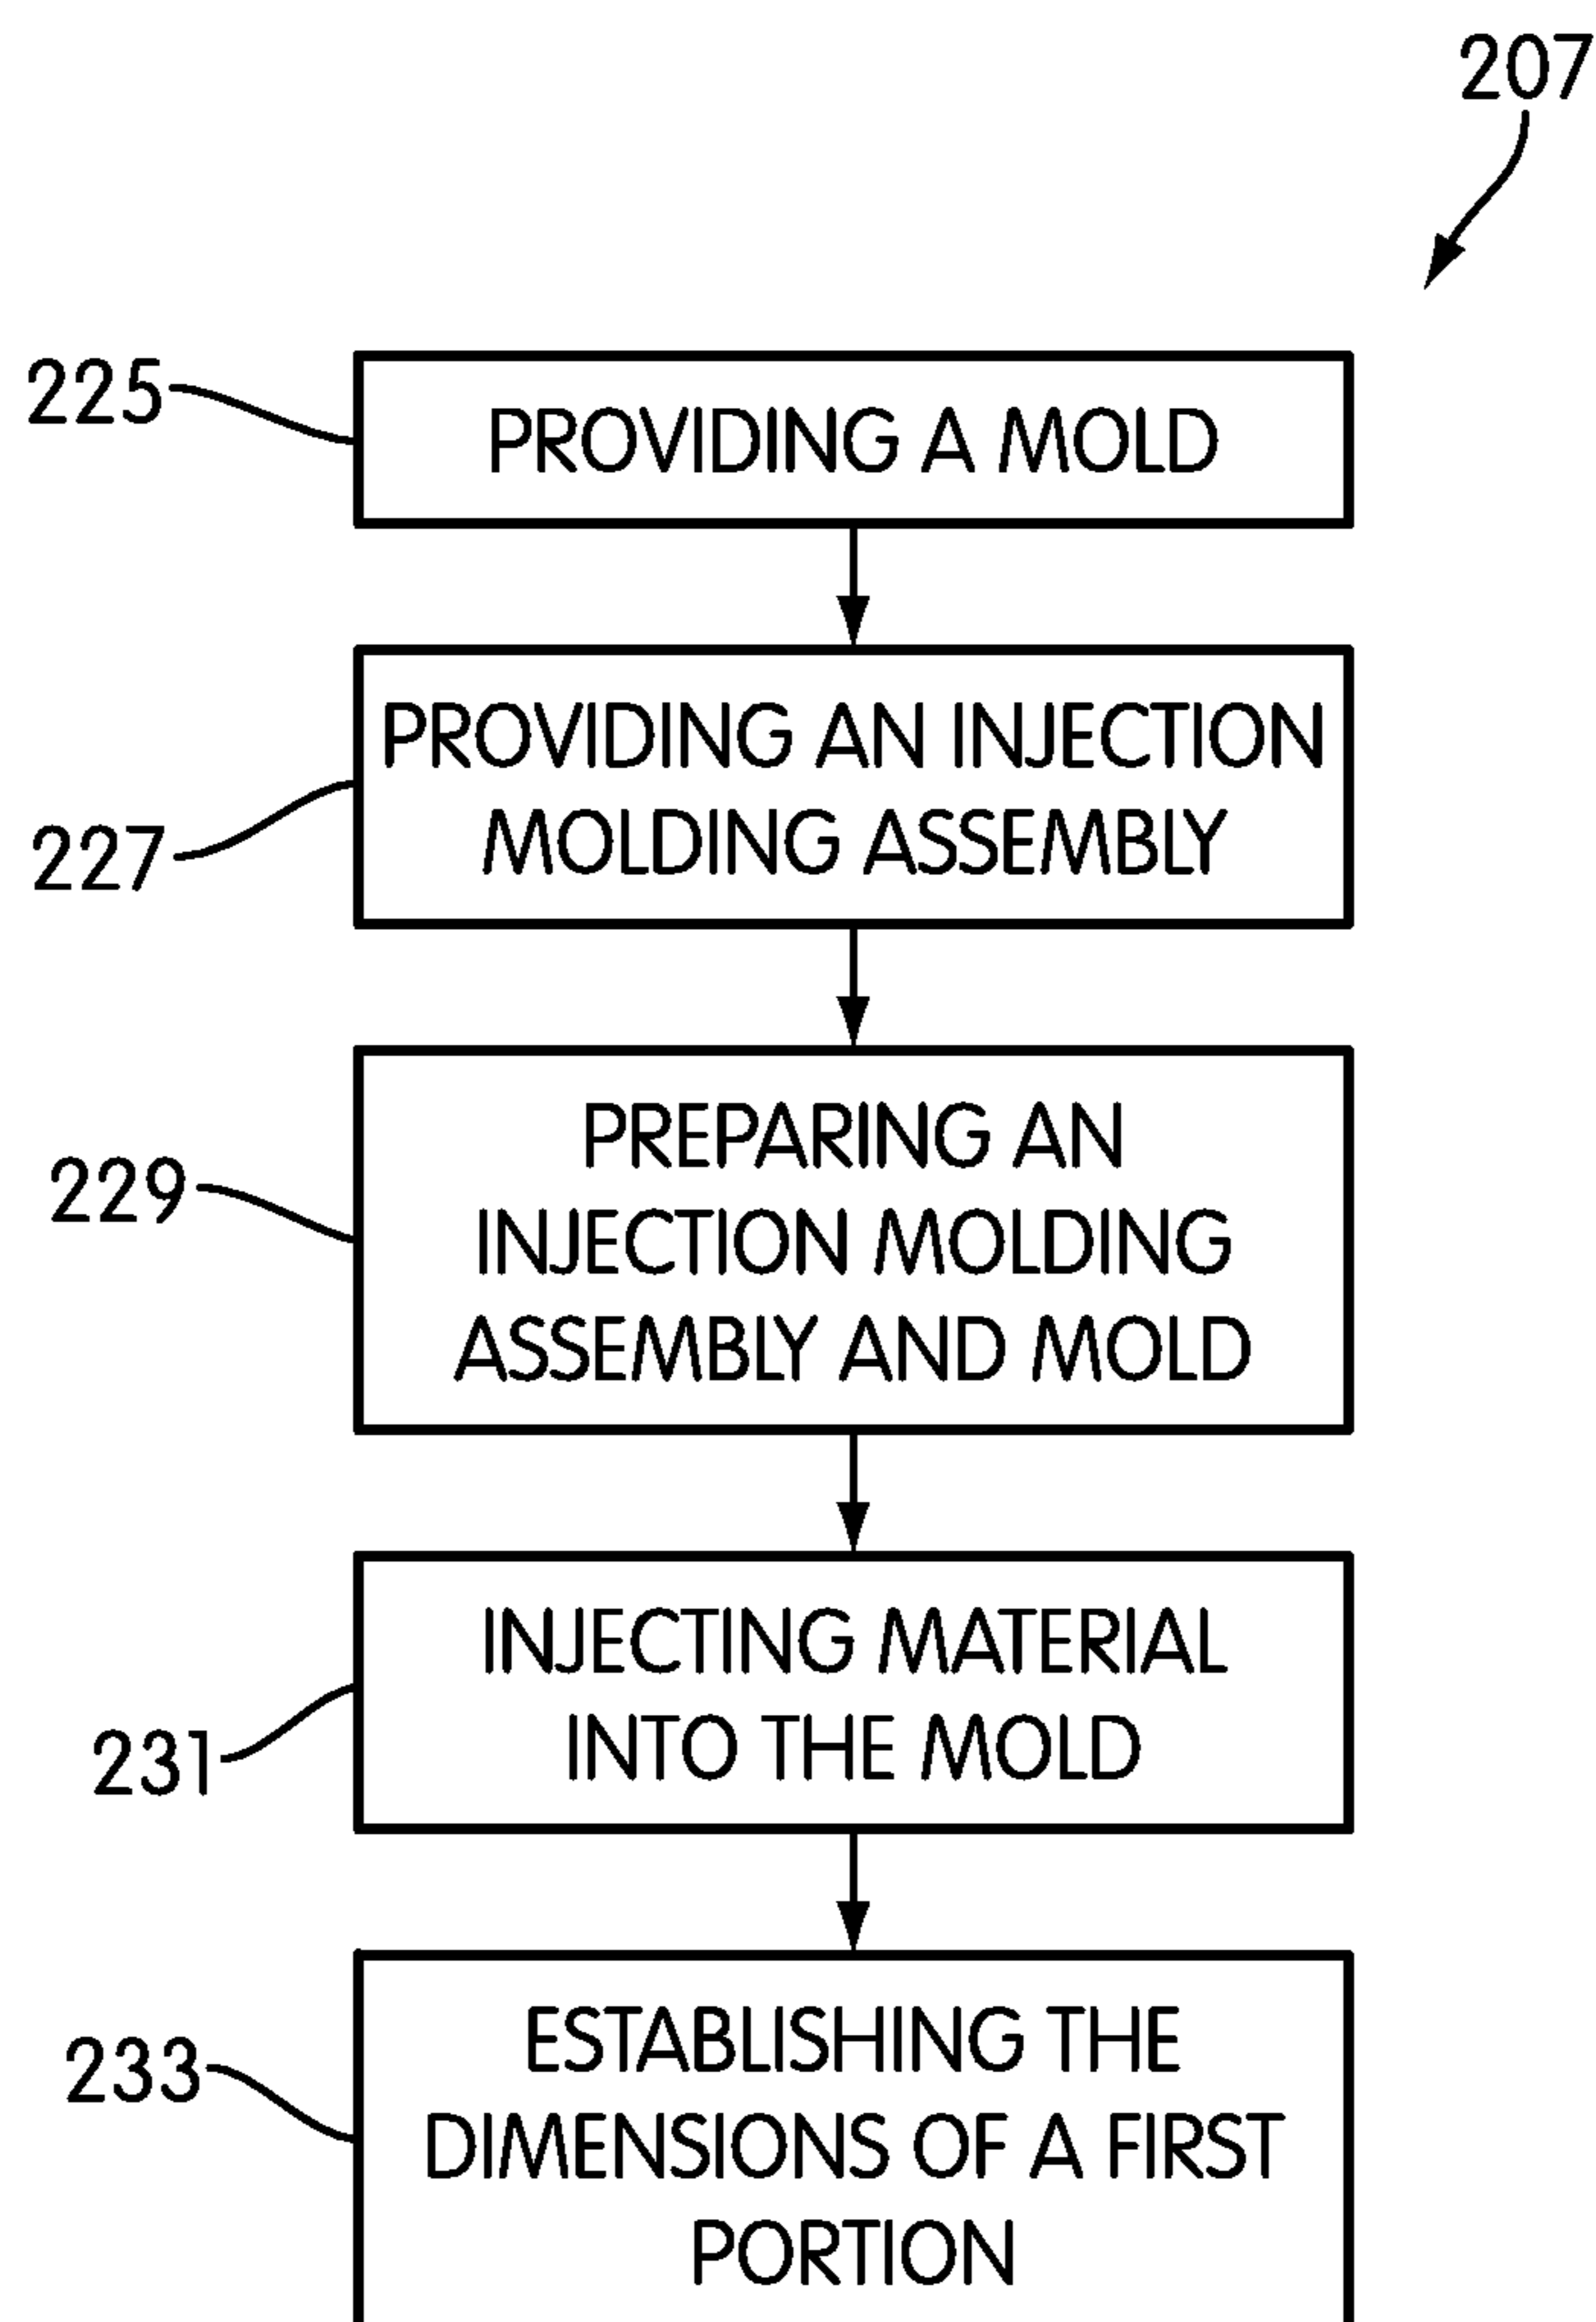 207
225
PROVIDING A MOLD
PROVIDING AN INJECTION
MOLDING ASSEMBLY
227
PREPARING AN
229
INJECTION MOLDING
ASSEMBLY AND MOLD
INJECTING MATERIAL
INTO THE MOLD
231
ESTABLISHING THE
233
DIMENSIONS OF A FIRST
PORTION